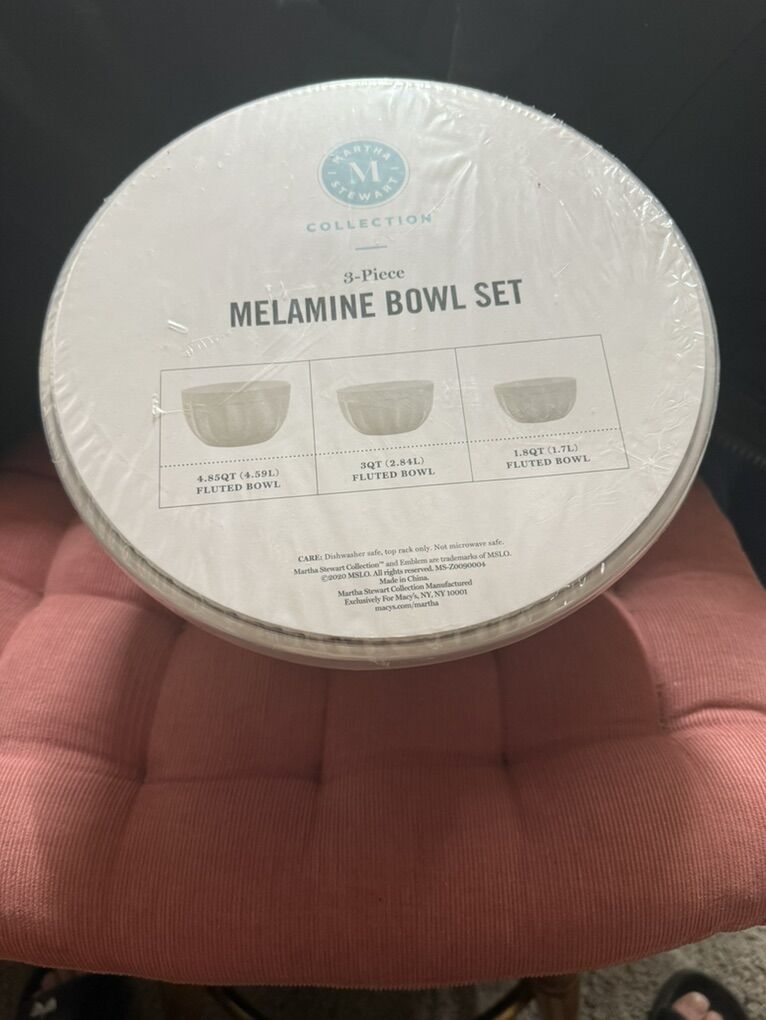 MARTHA
M
STEWART
COLLECTION
3-Piece
MELAMINE BOWL SET
4.85QT (4.59L)
FLUTED BOWL
3QT (2.84L)
FLUTED BOWL
1.8QT (1.7L)
FLUTED BOWL
CARE: Dishwasher safe, top rack only. Not microwave safe.
Martha Stewart Collection™ and Emblem are trademarks of MSLO.
©2020 MSLO. All rights reserved. MS-Z0090004
Made in China.
Martha Stewart Collection Manufactured
Exclusively For Macy's, NY, NY 10001
macys.com/martha